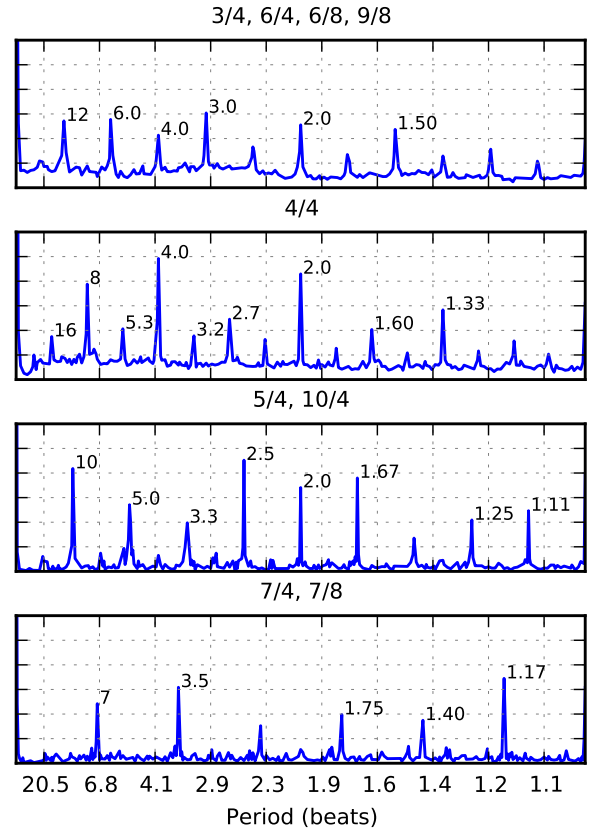 3/4, 6/4, 6/8, 9/8
12 6.0 4.0 3.0 2.0 1.50
4/4
16 8 5.3 4.0 3.2 2.7 2.0 1.60 1.33
5/4, 10/4
10 5.0 3.3 2.5 2.0 1.67 1.25 1.11
7/4, 7/8
7 3.5 1.75 1.40 1.17
20.5 6.8 4.1 2.9 2.3 1.9 1.6 1.4 1.2 1.1
Period (beats)